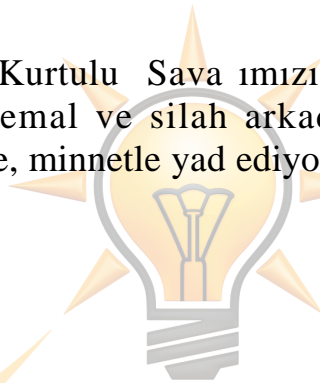 Kurtulu Sava ımızı
emal ve silah arkad
e, minnetle yad ediyo